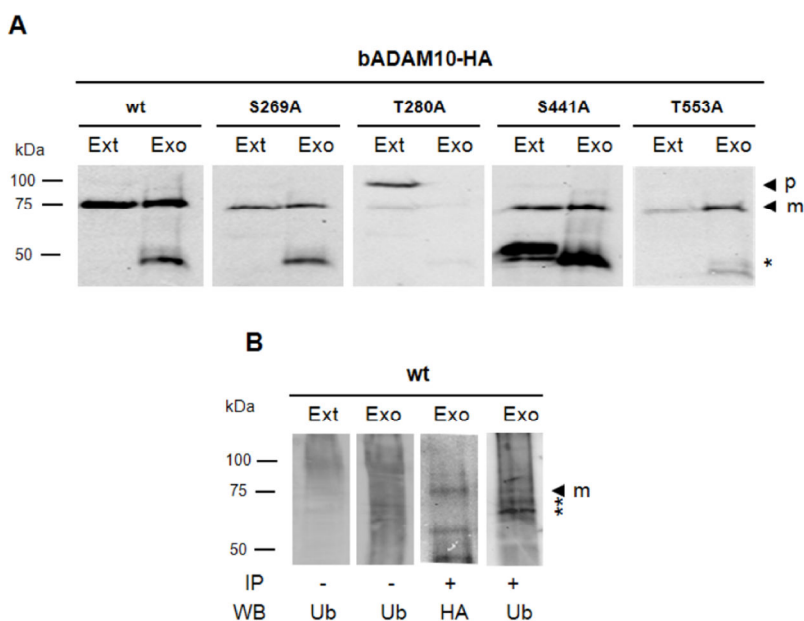 A
bADAM10-HA
wt S269A T280A S441A T553A
kDa Ext Exo Ext Exo Ext Exo Ext Exo Ext Exo
100 p
75 m
50 *
B
wt
kDa Ext Exo Exo Exo
100
75 m
*
*
50
IP - - + +
WB Ub Ub HA Ub